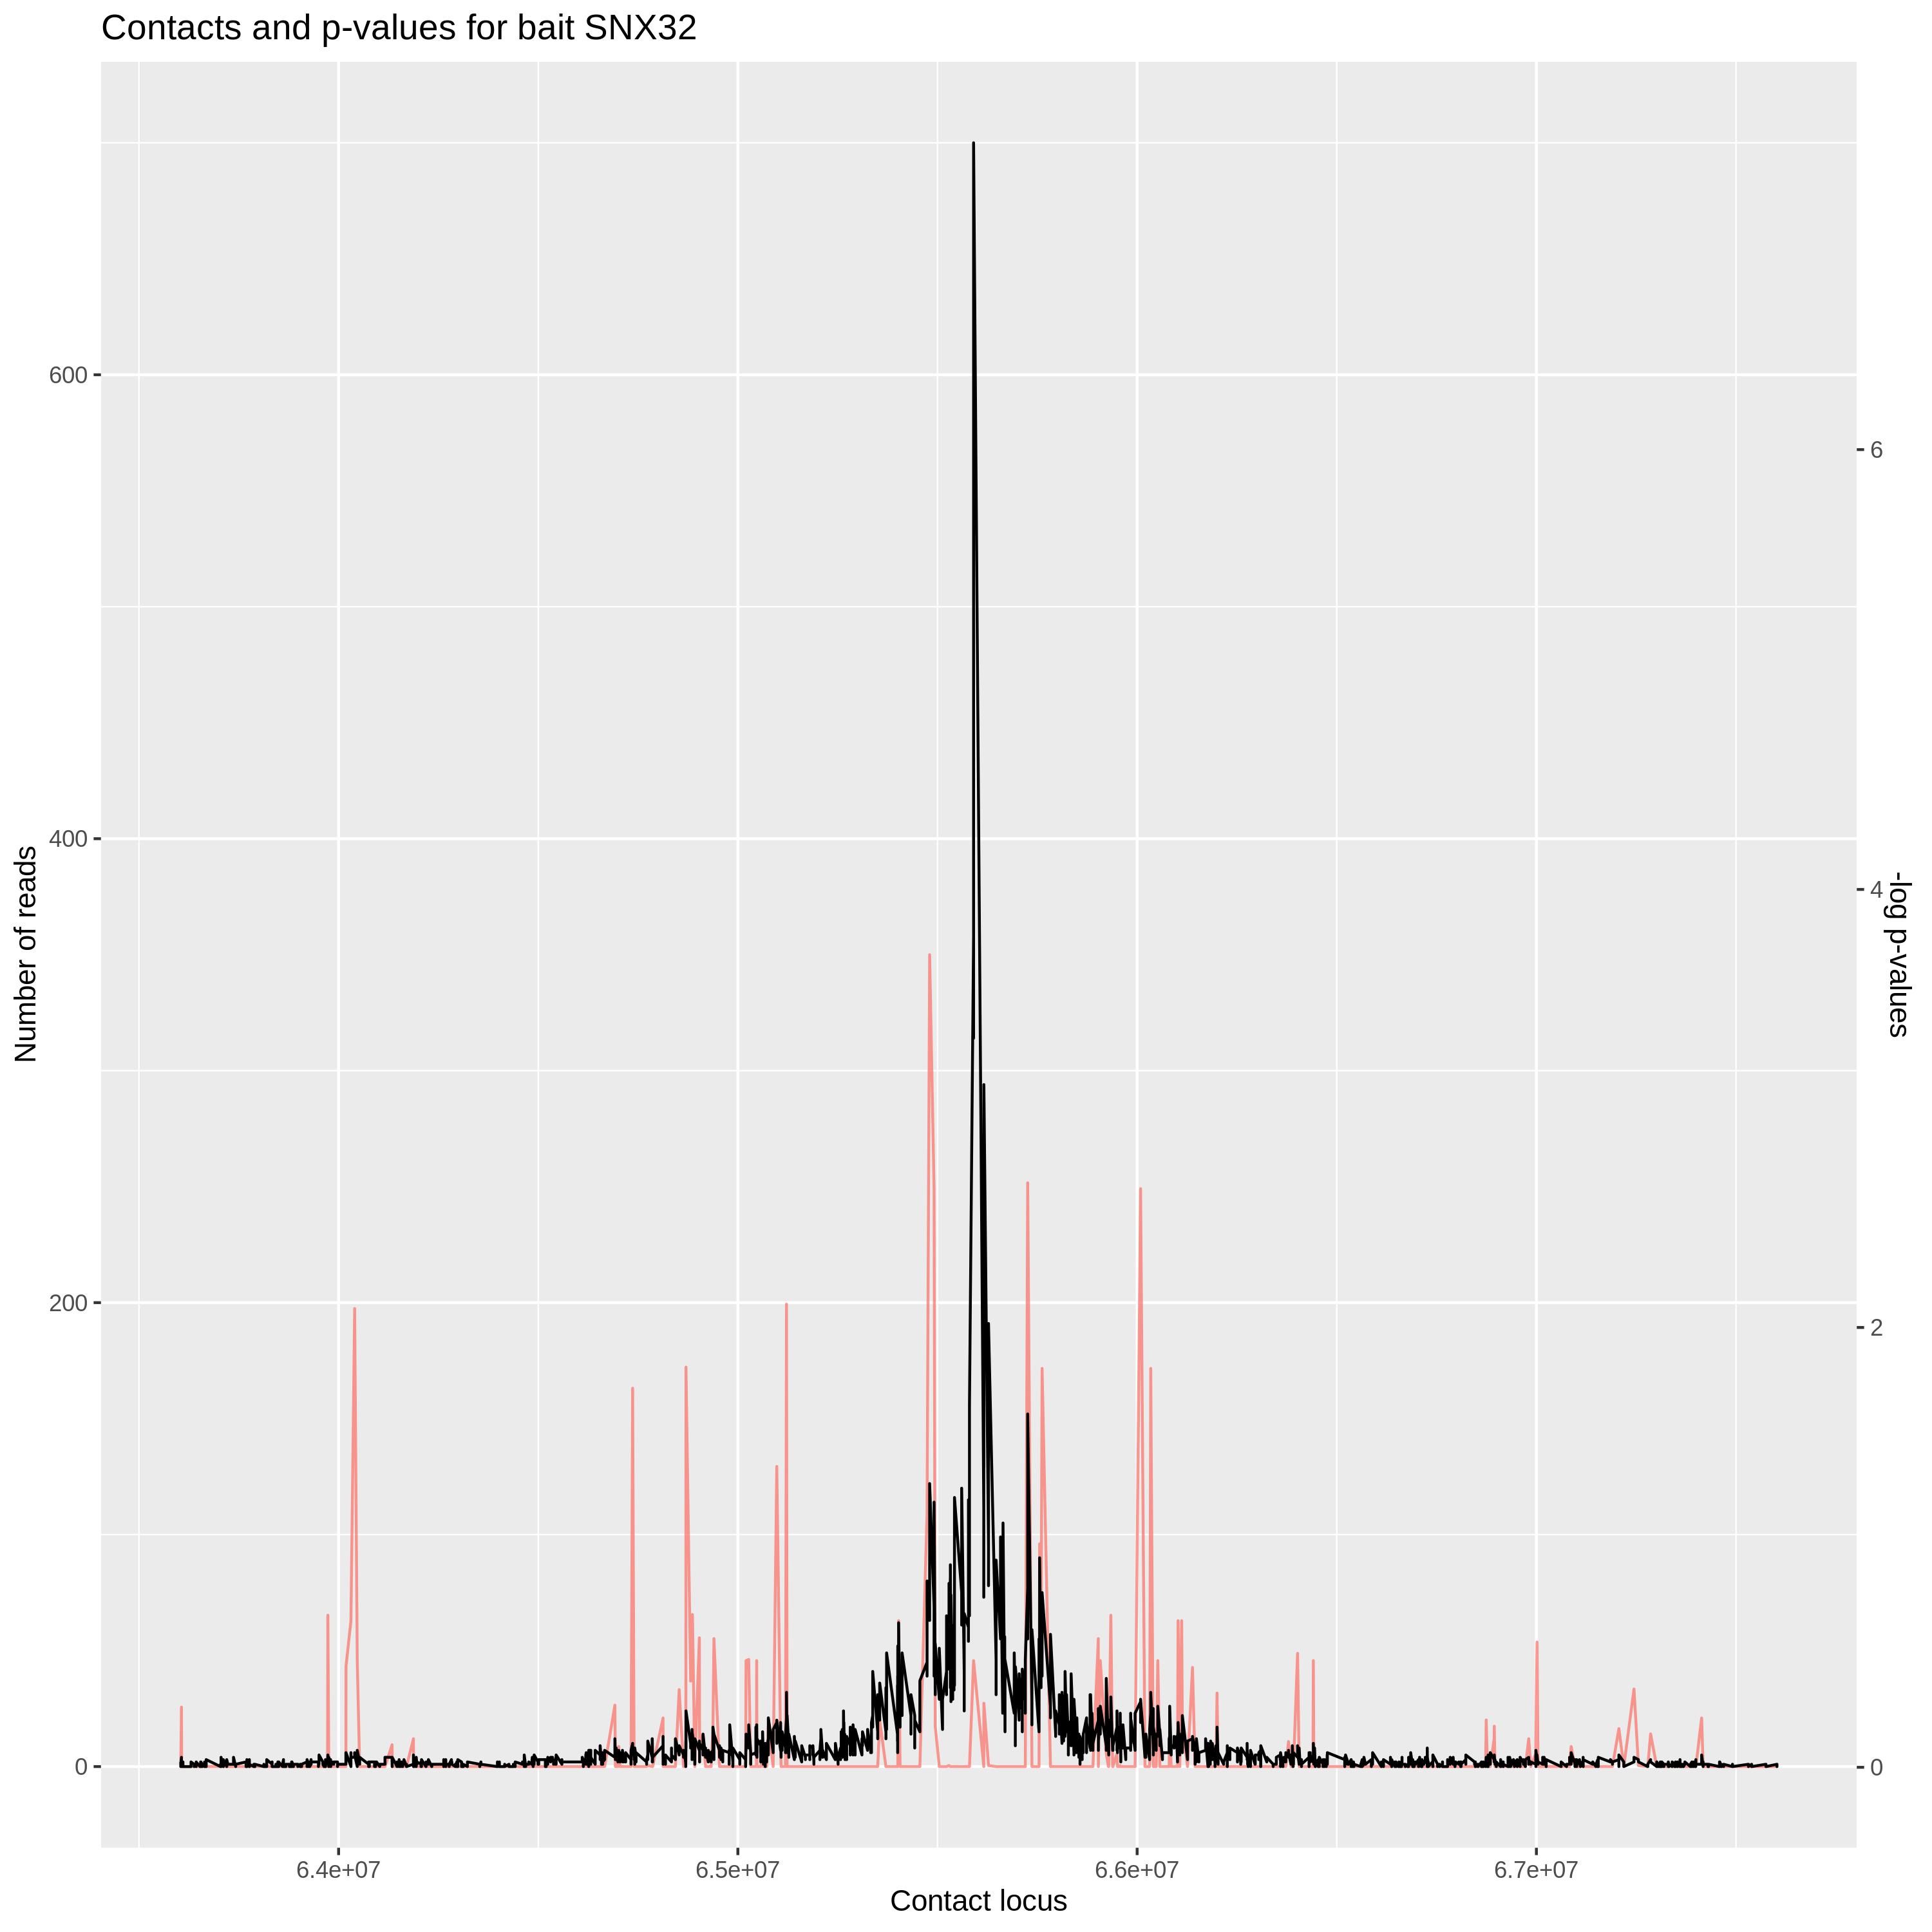 Contacts and p-values for bait SNX32
600
400
200
0
Number of reads
6
4
2
0
-log p-values
6.4e+07 6.5e+07 6.6e+07 6.7e+07
Contact locus